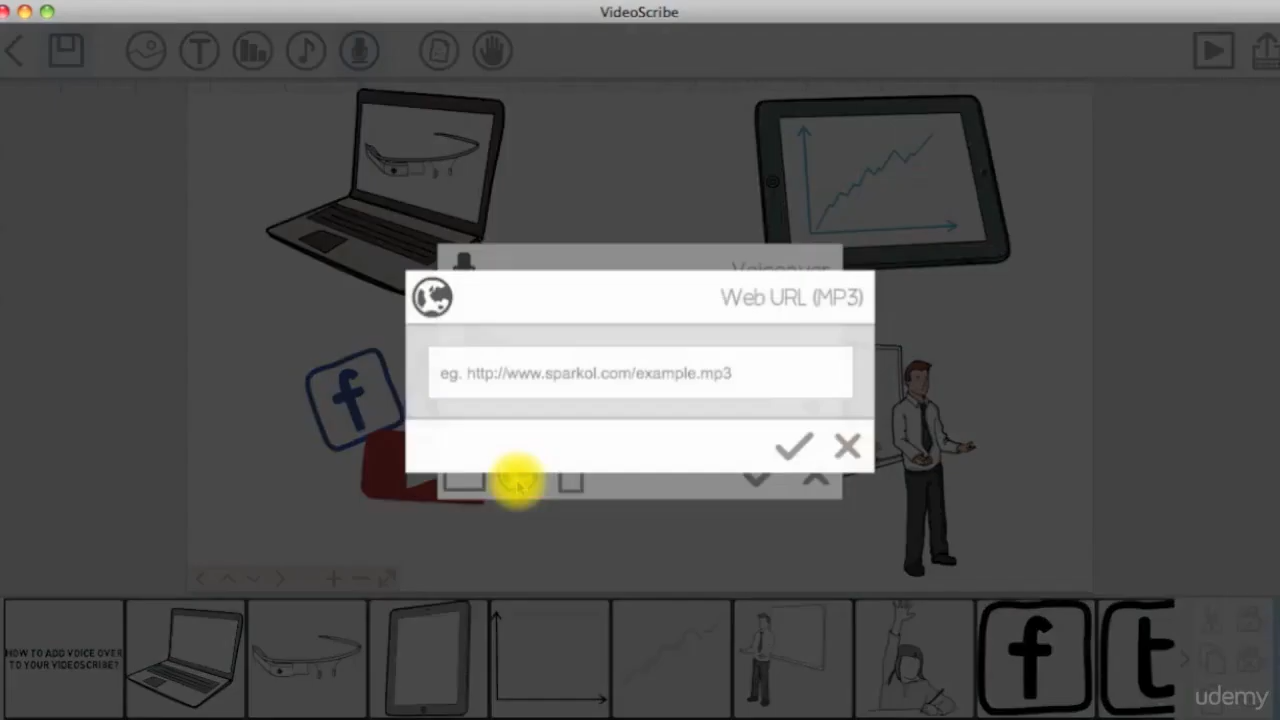 VideoScribe
Voiceover
Web URL (MP3)
eg. http://www.sparkol.com/example.mp3
HOW TO ADD VOICE OVER
TO YOUR VIDEOSCRIBE?
udemy